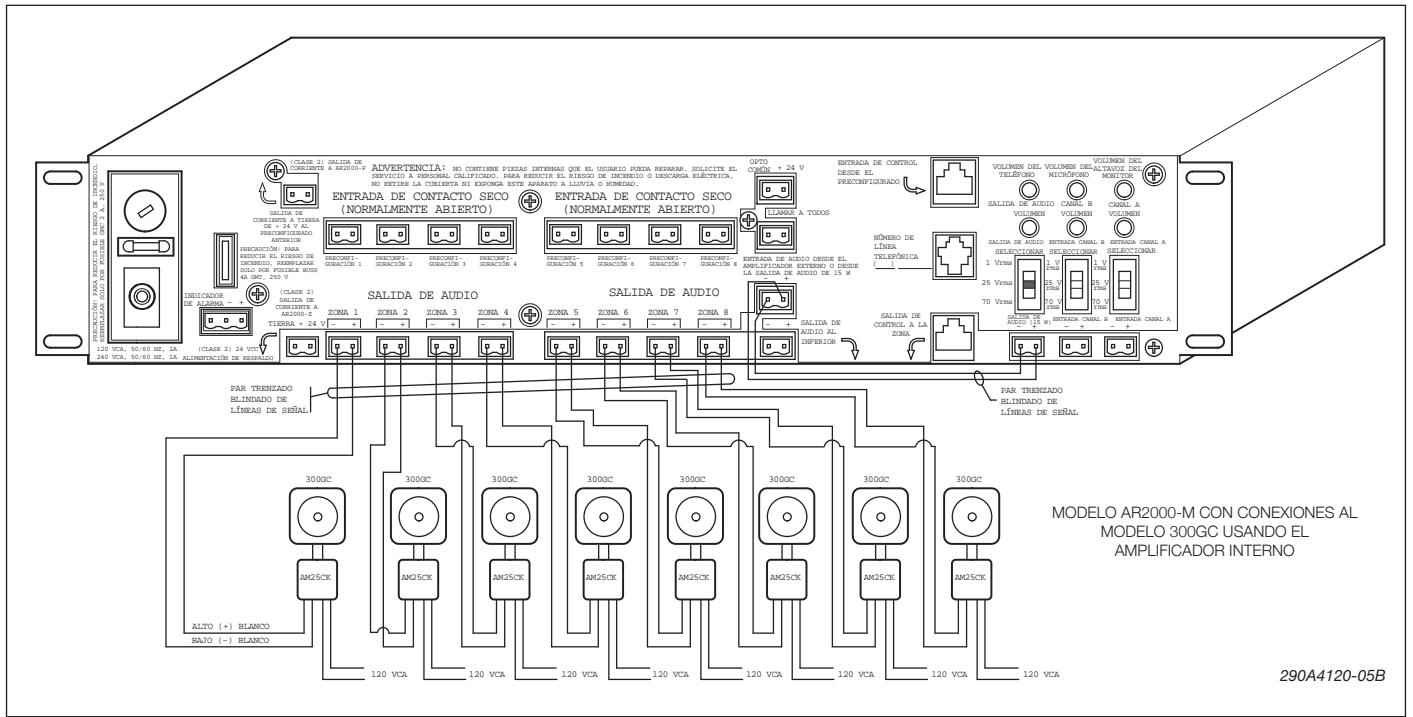 PRECAUCIÓN: PARA REDUCIR EL RIESGO DE INCENDIO,
REEMPLAZAR SOLO POR FUSIBLE GMC 2 A, 250 V
120 VCA, 50/60 HZ, 2A
240 VCA, 50/60 HZ, 1A
(CLASE 2) SALIDA DE
CORRIENTE A AR2000-P
SALIDA DE
CORRIENTE A TIERRA
DE + 24 V AL
PRECONFIGURADO
ANTERIOR
PRECAUCIÓN: PARA
REDUCIR EL RIESGO DE
INCENDIO, REEMPLAZAR
SOLO POR FUSIBLE BUSS
4A GMT, 250 V
INDICADOR
DE ALARMA
- +
(CLASE 2) 24 VCC
ALIMENTACIÓN DE RESPALDO
(CLASE 2)
SALIDA DE
CORRIENTE A
AR2000-Z
TIERRA + 24 V
ADVERTENCIA: NO CONTIENE PIEZAS INTERNAS QUE EL USUARIO PUEDA REPARAR. SOLICITE EL
SERVICIO A PERSONAL CALIFICADO. PARA REDUCIR EL RIESGO DE INCENDIO O DESCARGA ELÉCTRICA,
NO RETIRE LA CUBIERTA NI EXPONGA ESTE APARATO A LLUVIA O HUMEDAD.
ENTRADA DE CONTACTO SECO
(NORMALMENTE ABIERTO)
PRECONFI-
GURACIÓN 1
PRECONFI-
GURACIÓN 2
PRECONFI-
GURACIÓN 3
PRECONFI-
GURACIÓN 4
ENTRADA DE CONTACTO SECO
(NORMALMENTE ABIERTO)
PRECONFI-
GURACIÓN 5
PRECONFI-
GURACIÓN 6
PRECONFI-
GURACIÓN 7
PRECONFI-
GURACIÓN 8
SALIDA DE AUDIO
ZONA 1
- +
ZONA 2
- +
ZONA 3
- +
ZONA 4
- +
SALIDA DE AUDIO
ZONA 5
- +
ZONA 6
- +
ZONA 7
- +
ZONA 8
- +
OPTO
COMÚN + 24 V
LLAMAR A TODOS
ENTRADA DE AUDIO DESDE EL
AMPLIFICADOR EXTERNO O DESDE
LA SALIDA DE AUDIO DE 15 W
- +
- +
SALIDA DE
AUDIO AL
INFERIOR
ENTRADA DE CONTROL
DESDE EL
PRECONFIGURADO
NÚMERO DE
LÍNEA
TELEFÓNICA
( )
SALIDA DE
CONTROL A LA
ZONA
VOLUMEN DEL
TELÉFONO
VOLUMEN DEL
MICRÓFONO
VOLUMEN DEL
ALTAVOZ DEL
MONITOR
SALIDA DE AUDIO
VOLUMEN
CANAL B
VOLUMEN
CANAL A
VOLUMEN
SALIDA DE AUDIO
SELECCIONAR
ENTRADA CANAL B
SELECCIONAR
ENTRADA CANAL A
SELECCIONAR
1 Vrms
25 Vrms
70 Vrms
1 V
rms
25 V
rms
70 V
rms
1 V
rms
25 V
rms
70 V
rms
SALIDA DE
AUDIO (15 W)
- +
ENTRADA CANAL B
- +
ENTRADA CANAL A
- +
PAR TRENZADO
BLINDADO DE
LÍNEAS DE SEÑAL
PAR TRENZADO
BLINDADO DE
LÍNEAS DE SEÑAL
300GC 300GC 300GC 300GC 300GC 300GC 300GC 300GC
AM25CK AM25CK AM25CK AM25CK AM25CK AM25CK AM25CK AM25CK
MODELO AR2000-M CON CONEXIONES AL
MODELO 300GC USANDO EL
AMPLIFICADOR INTERNO
ALTO (+) BLANCO
BAJO (-) BLANCO
120 VCA 120 VCA 120 VCA 120 VCA 120 VCA 120 VCA 120 VCA 120 VCA
290A4120-05B